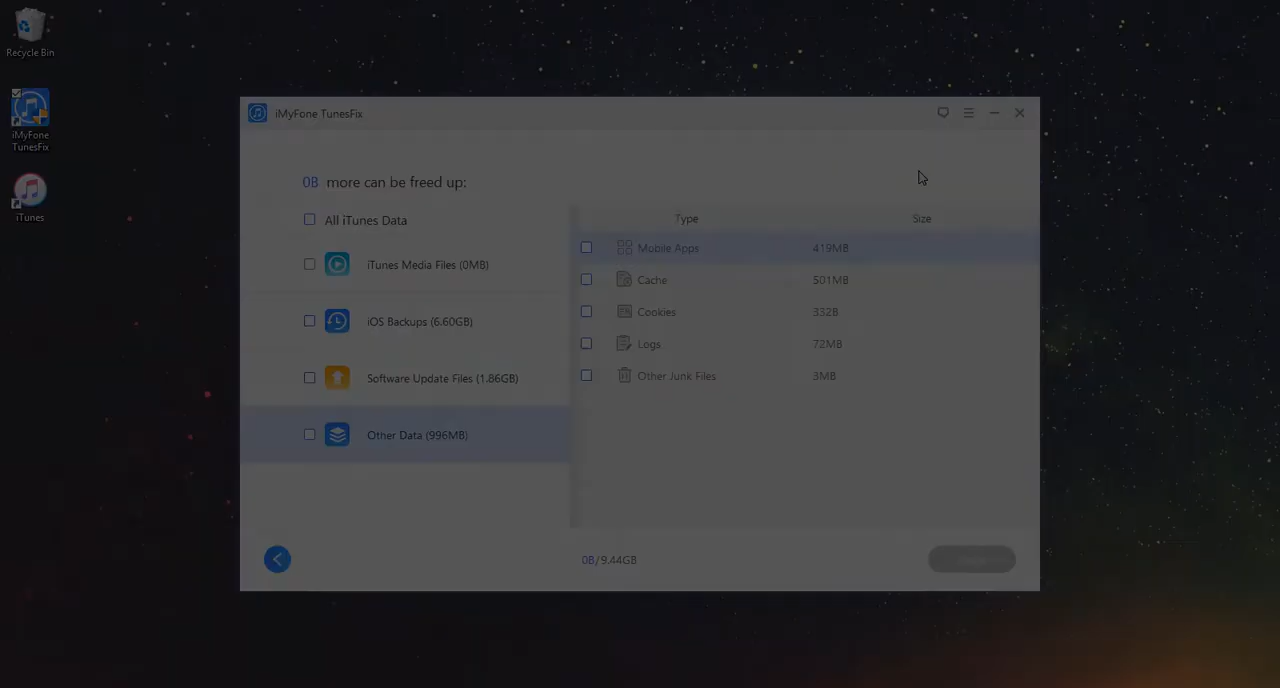 Recycle Bin
iMyFone
TunesFix
iTunes
iMyFone TunesFix
0B more can be freed up:
All iTunes Data
iTunes Media Files (0MB)
iOS Backups (6.60GB)
Software Update Files (1.86GB)
Other Data (996MB)
Type Size
Mobile Apps 419MB
Cache 501MB
Cookies 332B
Logs 72MB
Other Junk Files 3MB
0B/9.44GB